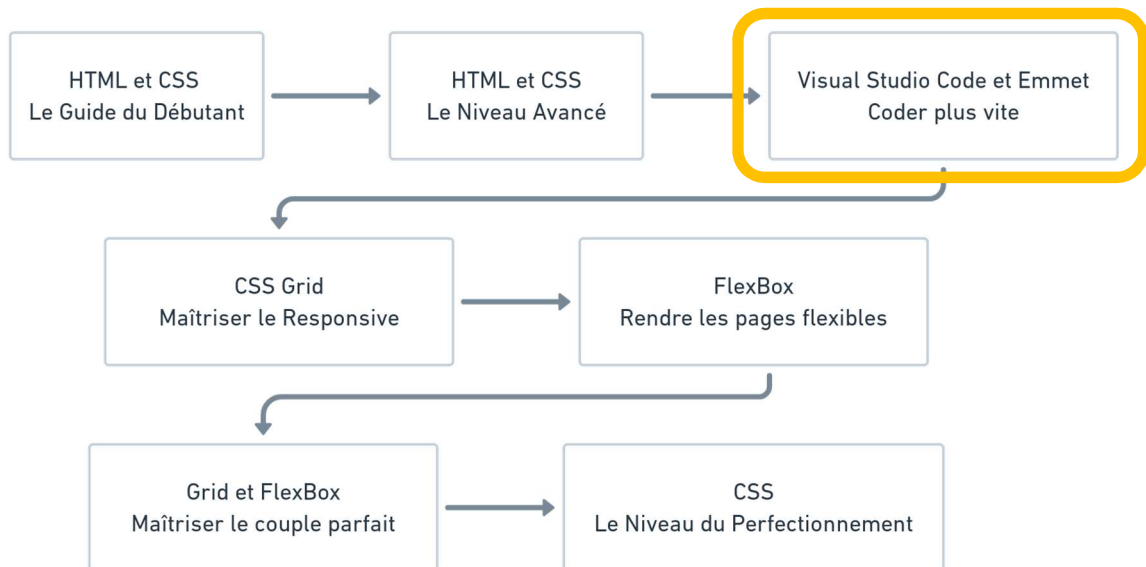 HTML et CSS
Le Guide du Débutant
HTML et CSS
Le Niveau Avancé
Visual Studio Code et Emmet
Coder plus vite
CSS Grid
Maîtriser le Responsive
FlexBox
Rendre les pages flexibles
Grid et FlexBox
Maîtriser le couple parfait
CSS
Le Niveau du Perfectionnement